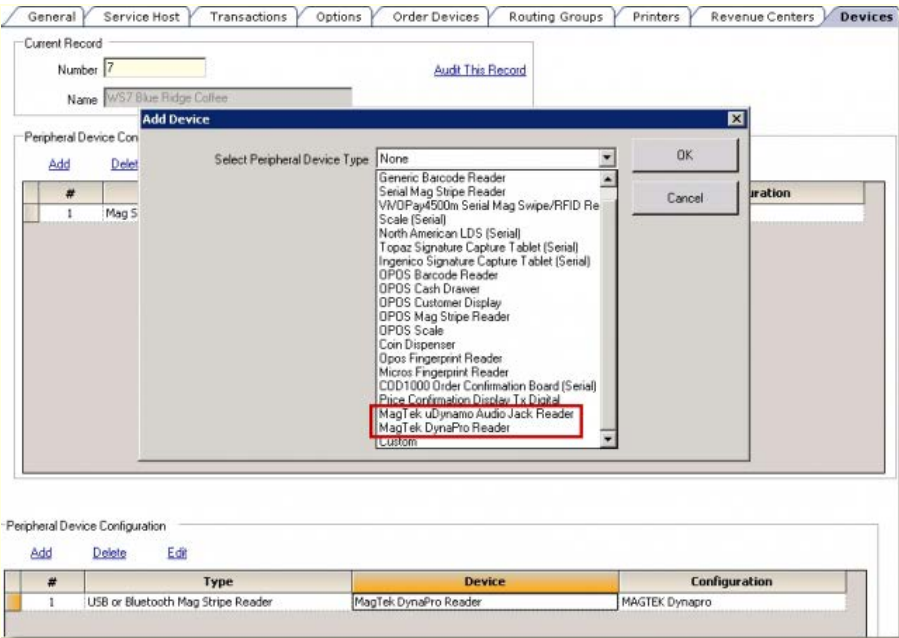 General Service Host Transactions Options Order Devices Routing Groups Printers Revenue Centers Devices
Current Record
Number 7 Audit This Record
Name WS7 Blue Ridge Coffee
Add Device
Peripheral Device Con
Select Peripheral Device Type None OK
Add Delet
Generic Barcode Reader
Serial Mag Stripe Reader
# uration
Cancel
ViVOPay4500m Serial Mag Swipe/RFID Re
1 Mag S
Scale (Serial)
North American LDS (Serial)
Topaz Signature Capture Tablet (Serial)
Ingenico Signature Capture Tablet (Serial)
OPOS Barcode Reader
OPOS Cash Drawer
OPOS Customer Display
OPOS Mag Stripe Reader
OPOS Scale
Coin Dispenser
Opos Fingerprint Reader
Micros Fingerprint Reader
COD1000 Order Confirmation Board (Serial)
Price Confirmation Display Tx Digital
MagTek uDynamo Audio Jack Reader
MagTek DynaPro Reader
Custom
Peripheral Device Configuration
Add Delete Edit
# Type Device Configuration
1 USB or Bluetooth Mag Stripe Reader MagTek DynaPro Reader MAGTEK Dynapro